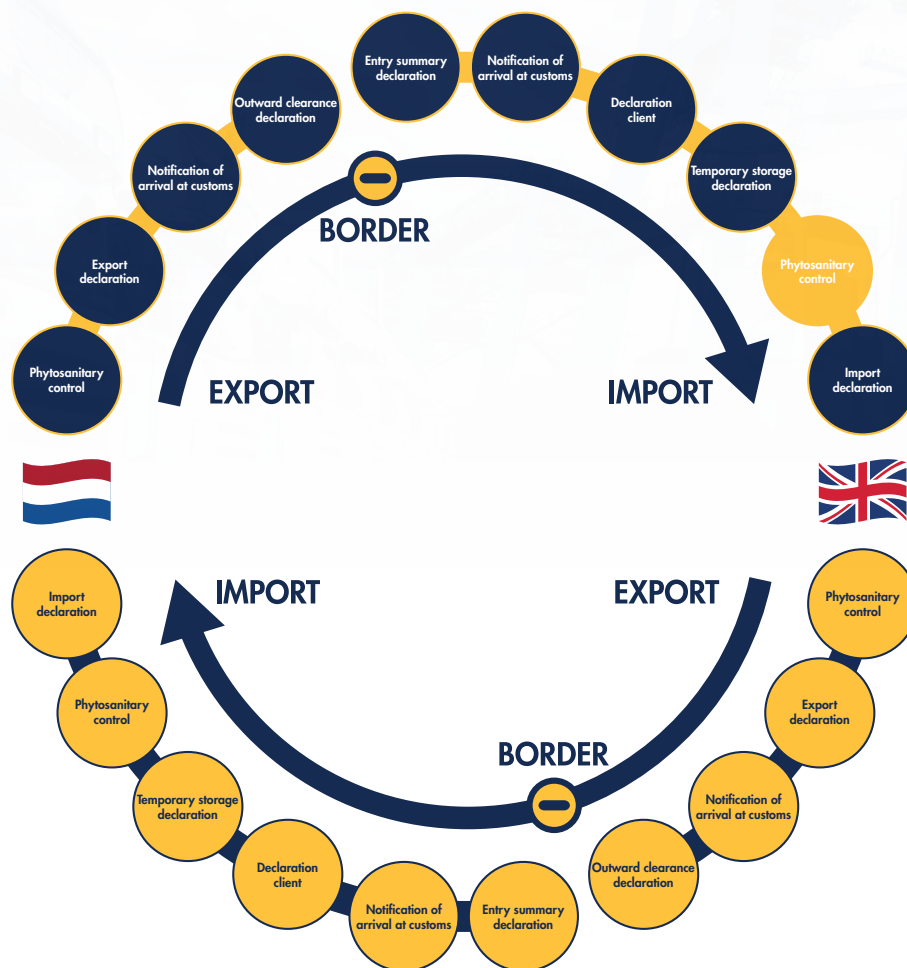 Entry summary
declaration
Notification of
arrival at customs
Outward clearance
declaration
Declaration
client
Notification of
arrival at customs
Temporary storage
declaration
BORDER
Export
declaration
Phytosanitary
control
Phytosanitary
control
EXPORT
IMPORT
Import
declaration
Import
declaration
IMPORT
EXPORT
Phytosanitary
control
Phytosanitary
control
Export
declaration
BORDER
Temporary storage
declaration
Notification of
arrival at customs
Declaration
client
Outward clearance
declaration
Notification of
arrival at customs
Entry summary
declaration